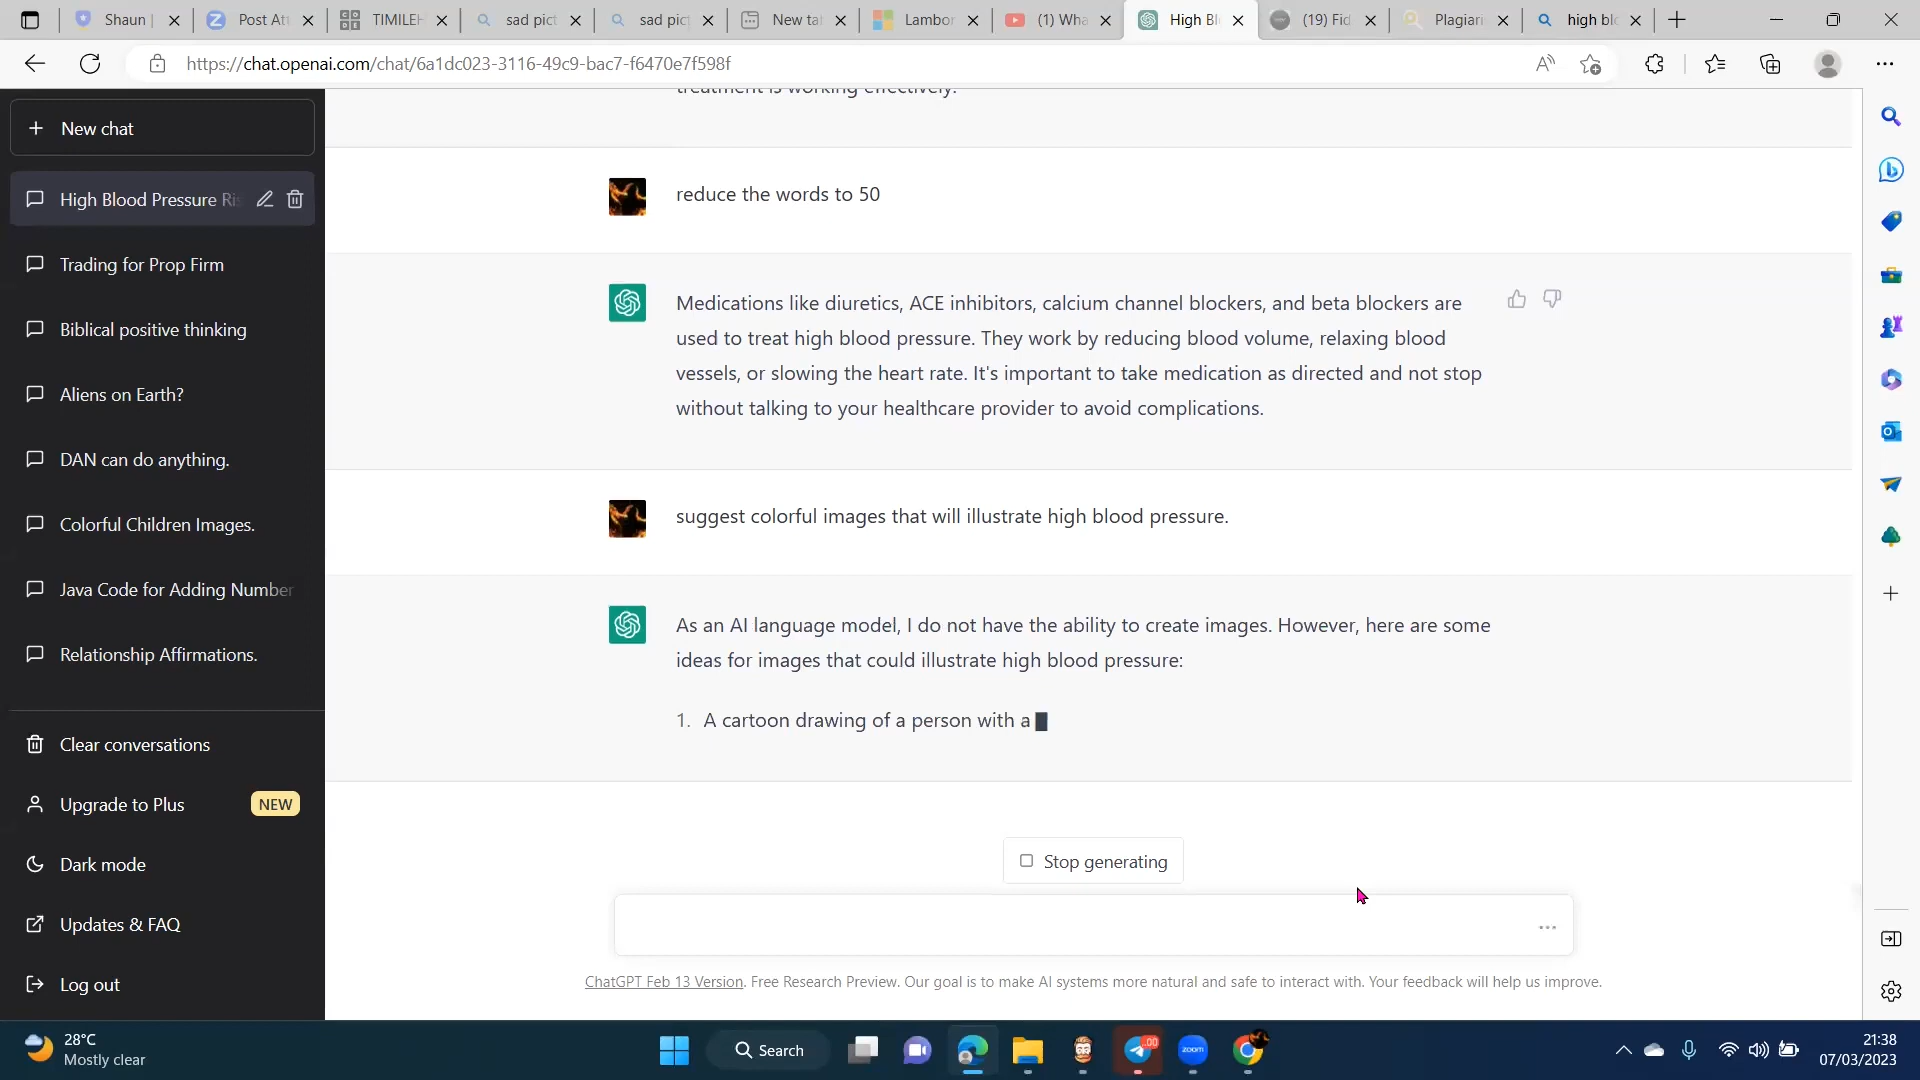 Shaun |
Post At
TIMILEH
sad pict
sad pic
New ta
Lambor
(1) Wha
High Bl
(19) Fid
Plagiari
high blo
https://chat.openai.com/chat/6a1dc023-3116-49c9-bac7-f6470e7f598f
treatment is working effectively.
New chat
High Blood Pressure Ris
Trading for Prop Firm
Biblical positive thinking
Aliens on Earth?
DAN can do anything.
Colorful Children Images.
Java Code for Adding Number
Relationship Affirmations.
Clear conversations
Upgrade to Plus NEW
Dark mode
Updates & FAQ
Log out
reduce the words to 50
Medications like diuretics, ACE inhibitors, calcium channel blockers, and beta blockers are
used to treat high blood pressure. They work by reducing blood volume, relaxing blood
vessels, or slowing the heart rate. It's important to take medication as directed and not stop
without talking to your healthcare provider to avoid complications.
suggest colorful images that will illustrate high blood pressure.
As an AI language model, I do not have the ability to create images. However, here are some
ideas for images that could illustrate high blood pressure:
1. A cartoon drawing of a person with a
Stop generating
ChatGPT Feb 13 Version. Free Research Preview. Our goal is to make AI systems more natural and safe to interact with. Your feedback will help us improve.
28°C
Mostly clear
Search
zoom
21:38
07/03/2023